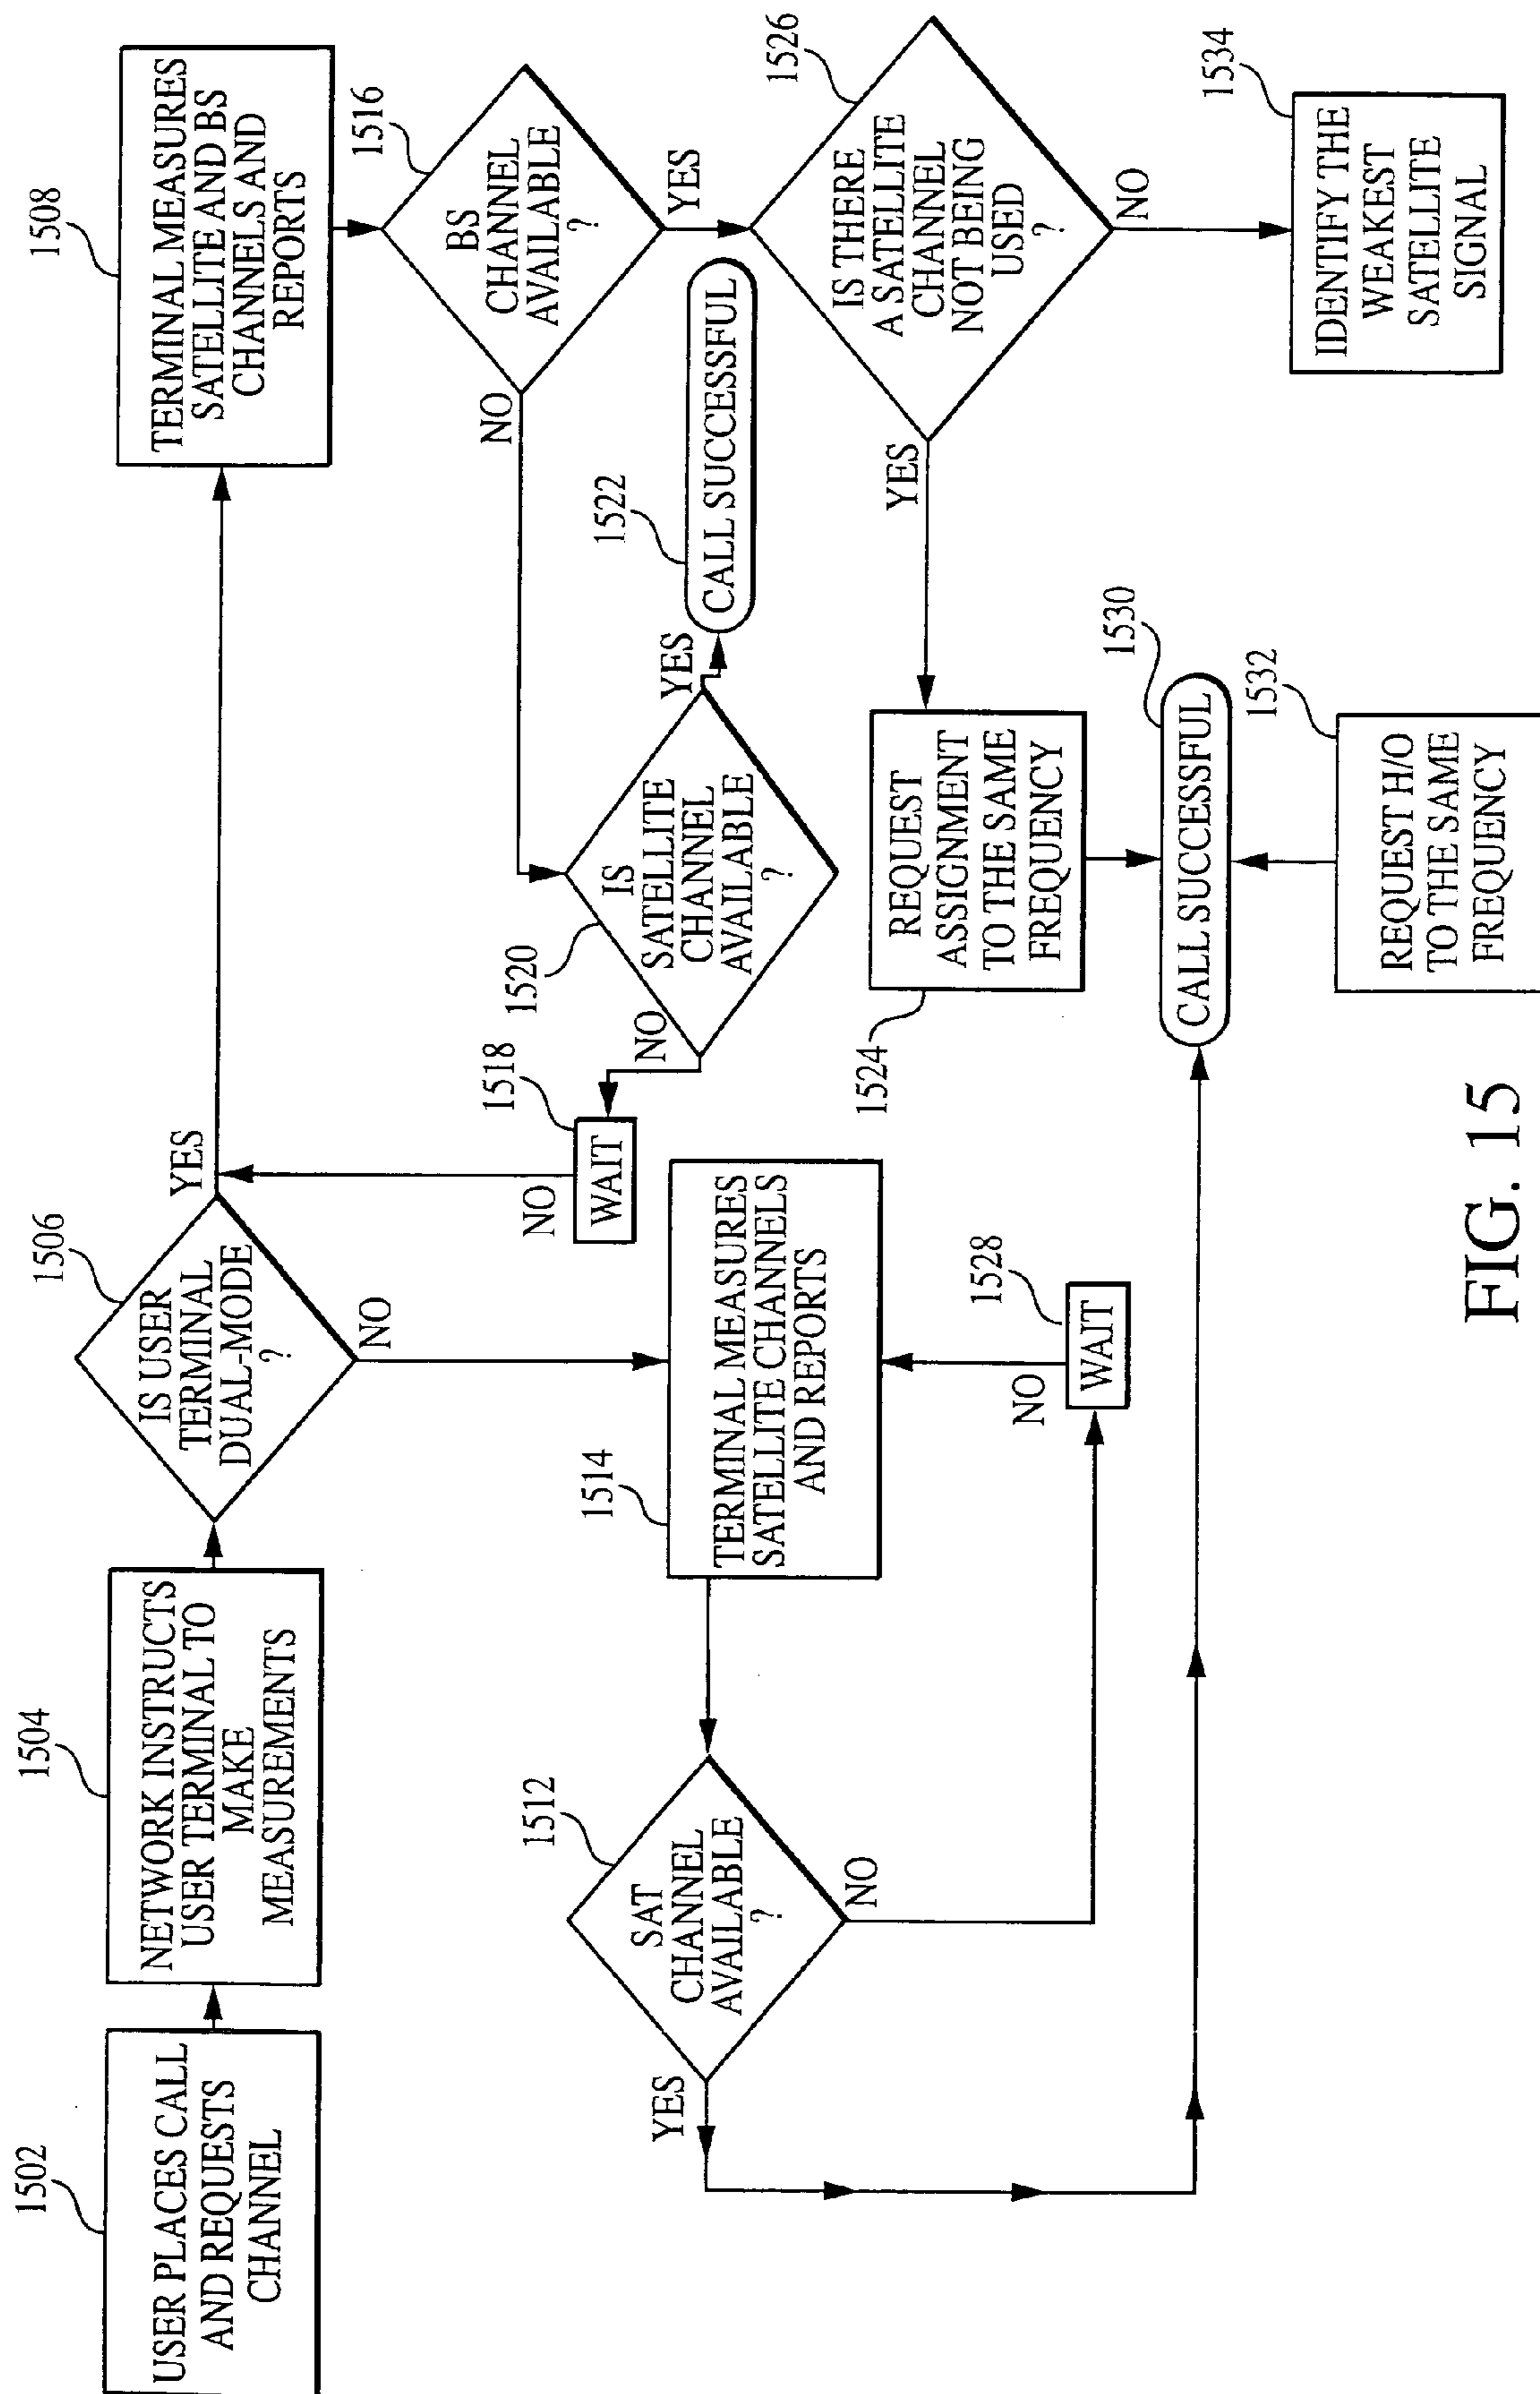 1502
USER PLACES CALL
AND REQUESTS
CHANNEL
1504
NETWORK INSTRUCTS
USER TERMINAL TO
MAKE
MEASUREMENTS
1506
IS USER
TERMINAL
DUAL-MODE
?
YES
NO
1508
TERMINAL MEASURES
SATELLITE AND BS
CHANNELS AND
REPORTS
1516
BS
CHANNEL
AVAILABLE
?
NO
YES
1512
SAT
CHANNEL
AVAILABLE
?
YES
NO
1514
TERMINAL MEASURES
SATELLITE CHANNELS
AND REPORTS
1518
NO
WAIT
1520
IS
SATELLITE
CHANNEL
AVAILABLE
?
NO
YES
1522
CALL SUCCESSFUL
1526
IS THERE
A SATELLITE
CHANNEL
NOT BEING
USED
?
YES
NO
1524
REQUEST
ASSIGNMENT
TO THE SAME
FREQUENCY
1528
NO
WAIT
1530
CALL SUCCESSFUL
1532
REQUEST H/O
TO THE SAME
FREQUENCY
1534
IDENTIFY THE
WEAKEST
SATELLITE
SIGNAL
FIG. 15